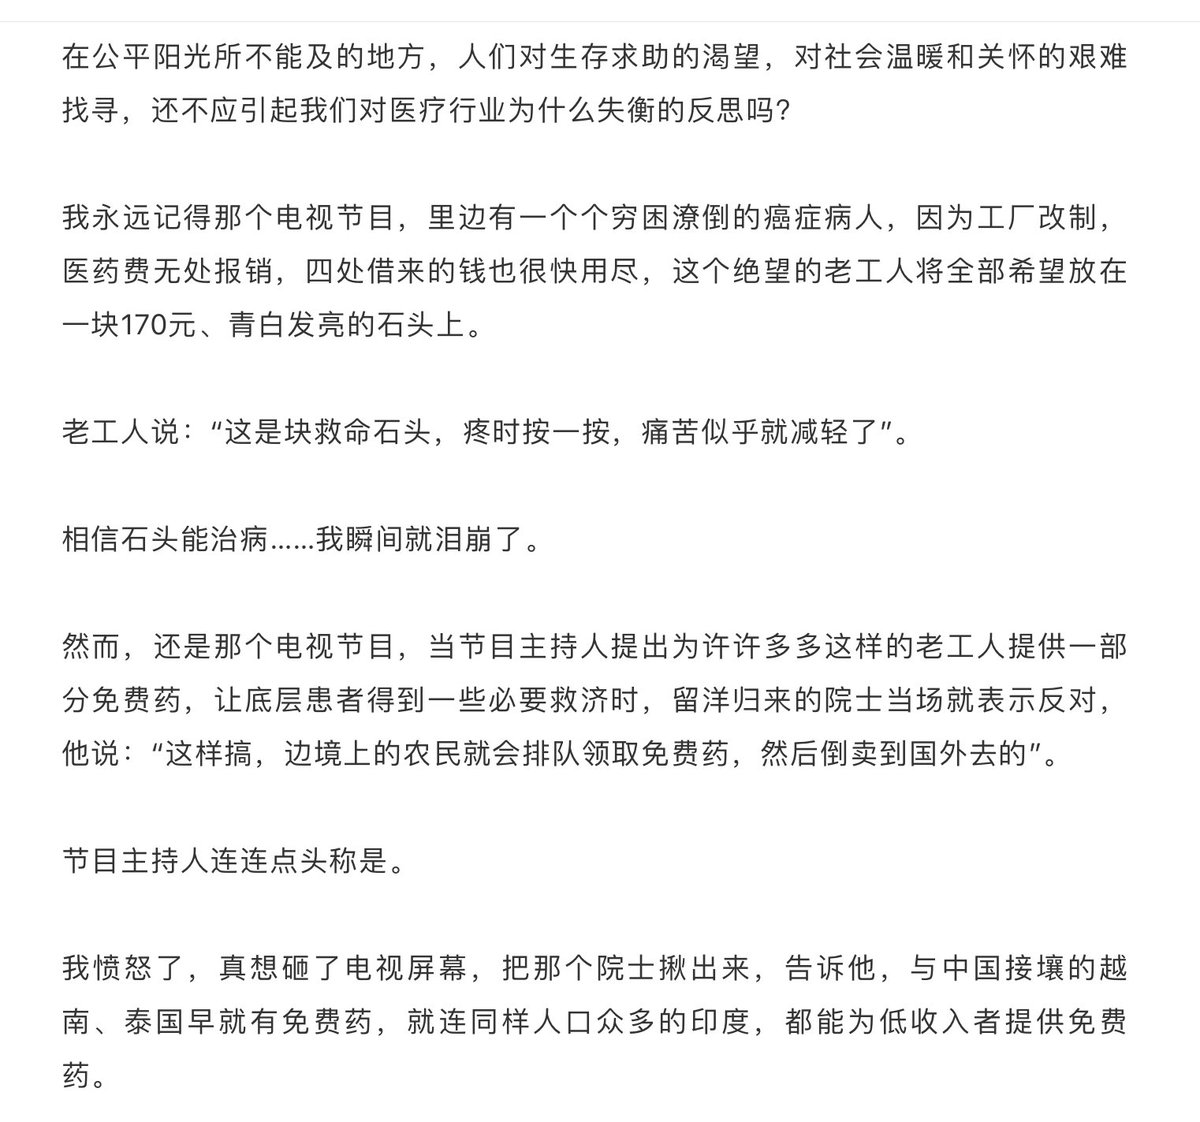 在公平阳光所不能及的地方，人们对生存求助的渴望，对社会温暖和关怀的艰难
找寻，还不应引起我们对医疗行业为什么失衡的反思吗？
我永远记得那个电视节目，里边有一个个穷困潦倒的癌症病人，因为工厂改制，
医药费无处报销，四处借来的钱也很快用尽，这个绝望的老工人将全部希望放在
一块170元、青白发亮的石头上。
老工人说：“这是块救命石头，疼时按一按，痛苦似乎就减轻了”。
相信石头能治病……我瞬间就泪崩了。
然而，还是那个电视节目，当节目主持人提出为许许多多这样的老工人提供一部
分免费药，让底层患者得到一些必要救济时，留洋归来的院士当场就表示反对，
他说：“这样搞，边境上的农民就会排队领取免费药，然后倒卖到国外去的”。
节目主持人连连点头称是。
我愤怒了，真想砸了电视屏幕，把那个院士揪出来，告诉他，与中国接壤的越
南、泰国早就有免费药，就连同样人口众多的印度，都能为低收入者提供免费
药。